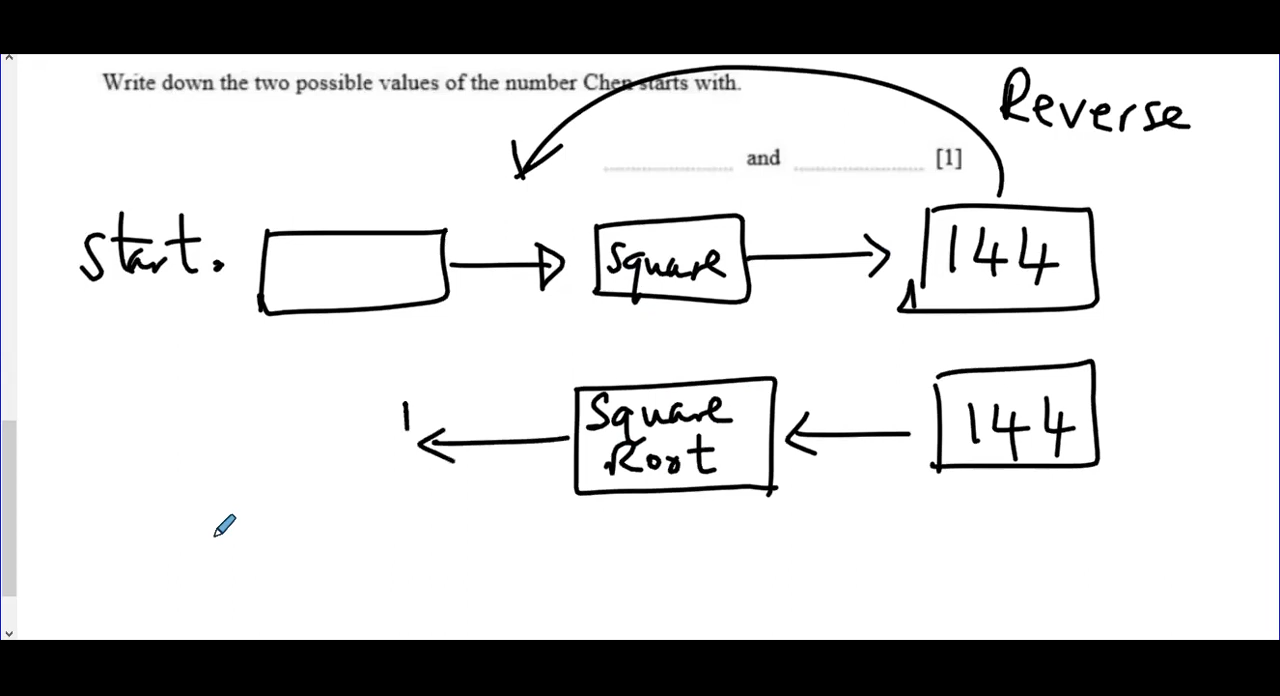 Write down the two possible values of the number Chen starts with.
Reverse
and [1]
Start.
Square
144
Square
Root
144
1